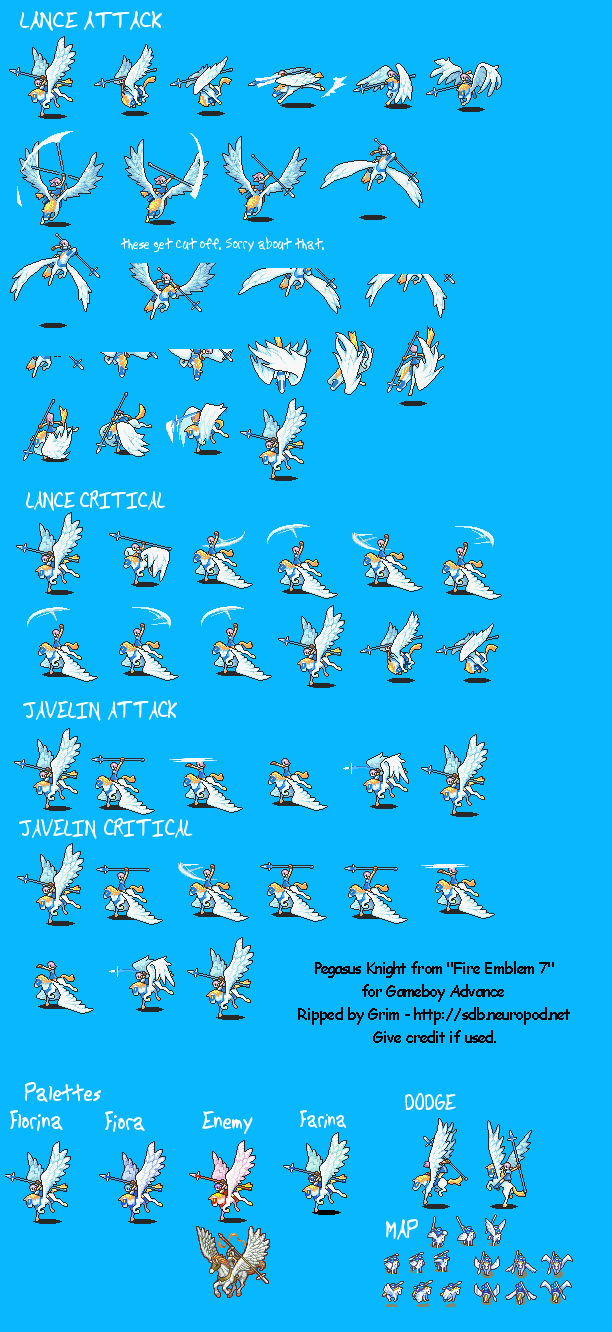 LANCE ATTACK
these get cut off. Sorry about that.
LANCE CRITICAL
JAVELIN ATTACK
JAVELIN CRITICAL
Pegasus Knight from "Fire Emblem 7"
for Gameboy Advance
Ripped by Grim - http://sdb.neuropod.net
Give credit if used.
Palettes
Florina
Fiora
Enemy
Farina
DODGE
MAP